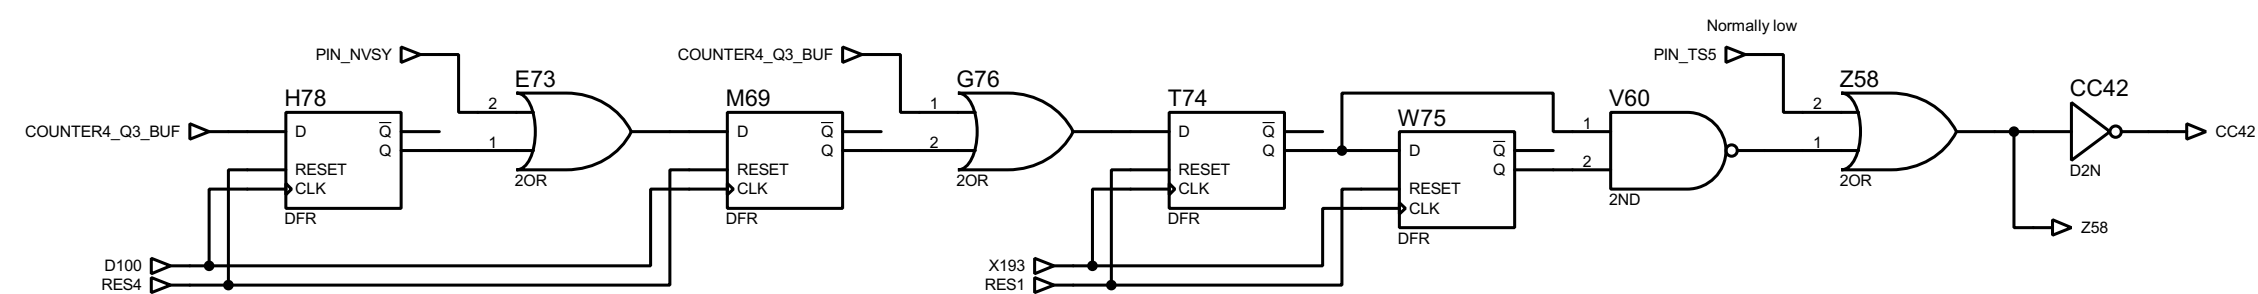 Normally low
PIN_NVSY
COUNTER4_Q3_BUF
PIN_TS5
E73
G76
Z58
CC42
H78
M69
T74
V60
W75
2
1
1
2
1
2
2
1
COUNTER4_Q3_BUF
D
Q
Q
RESET
CLK
DFR
2OR
D
Q
Q
RESET
CLK
DFR
2OR
D
Q
Q
RESET
CLK
DFR
D
Q
Q
RESET
CLK
DFR
2ND
2OR
D2N
CC42
Z58
D100
RES4
X193
RES1